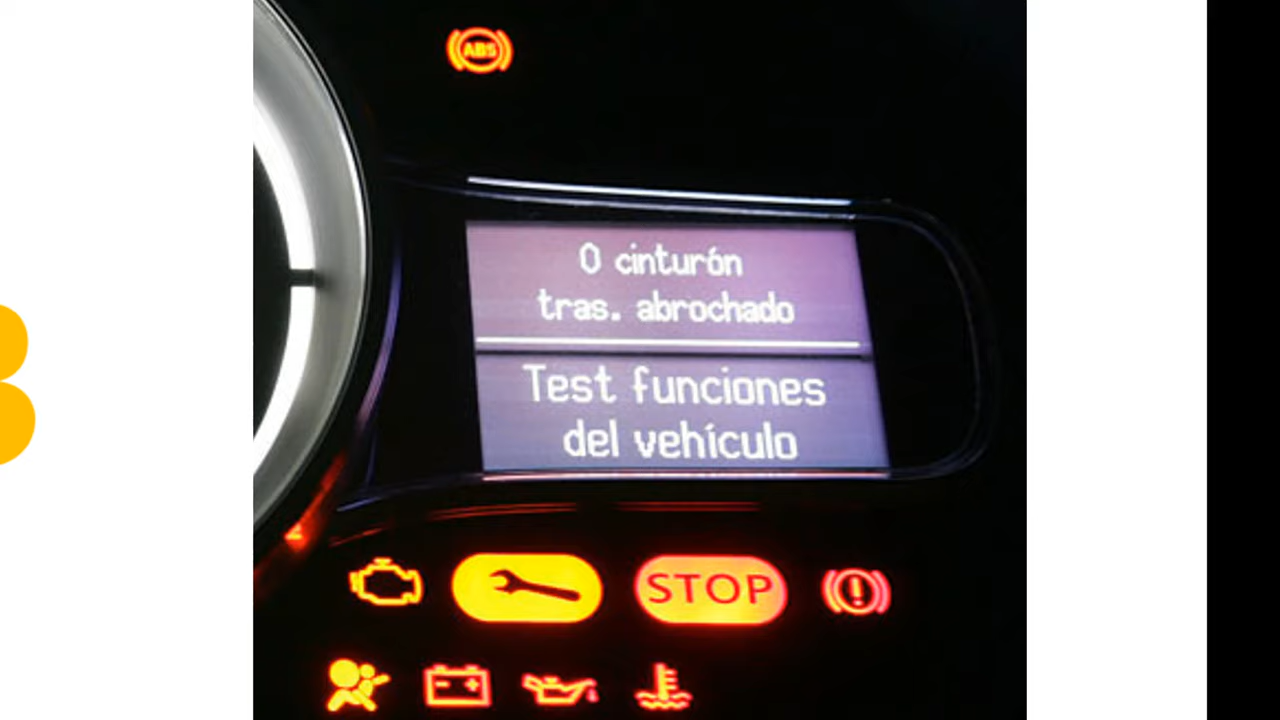 ABS
0 cinturón
tras. abrochado
Test funciones
del vehículo
STOP